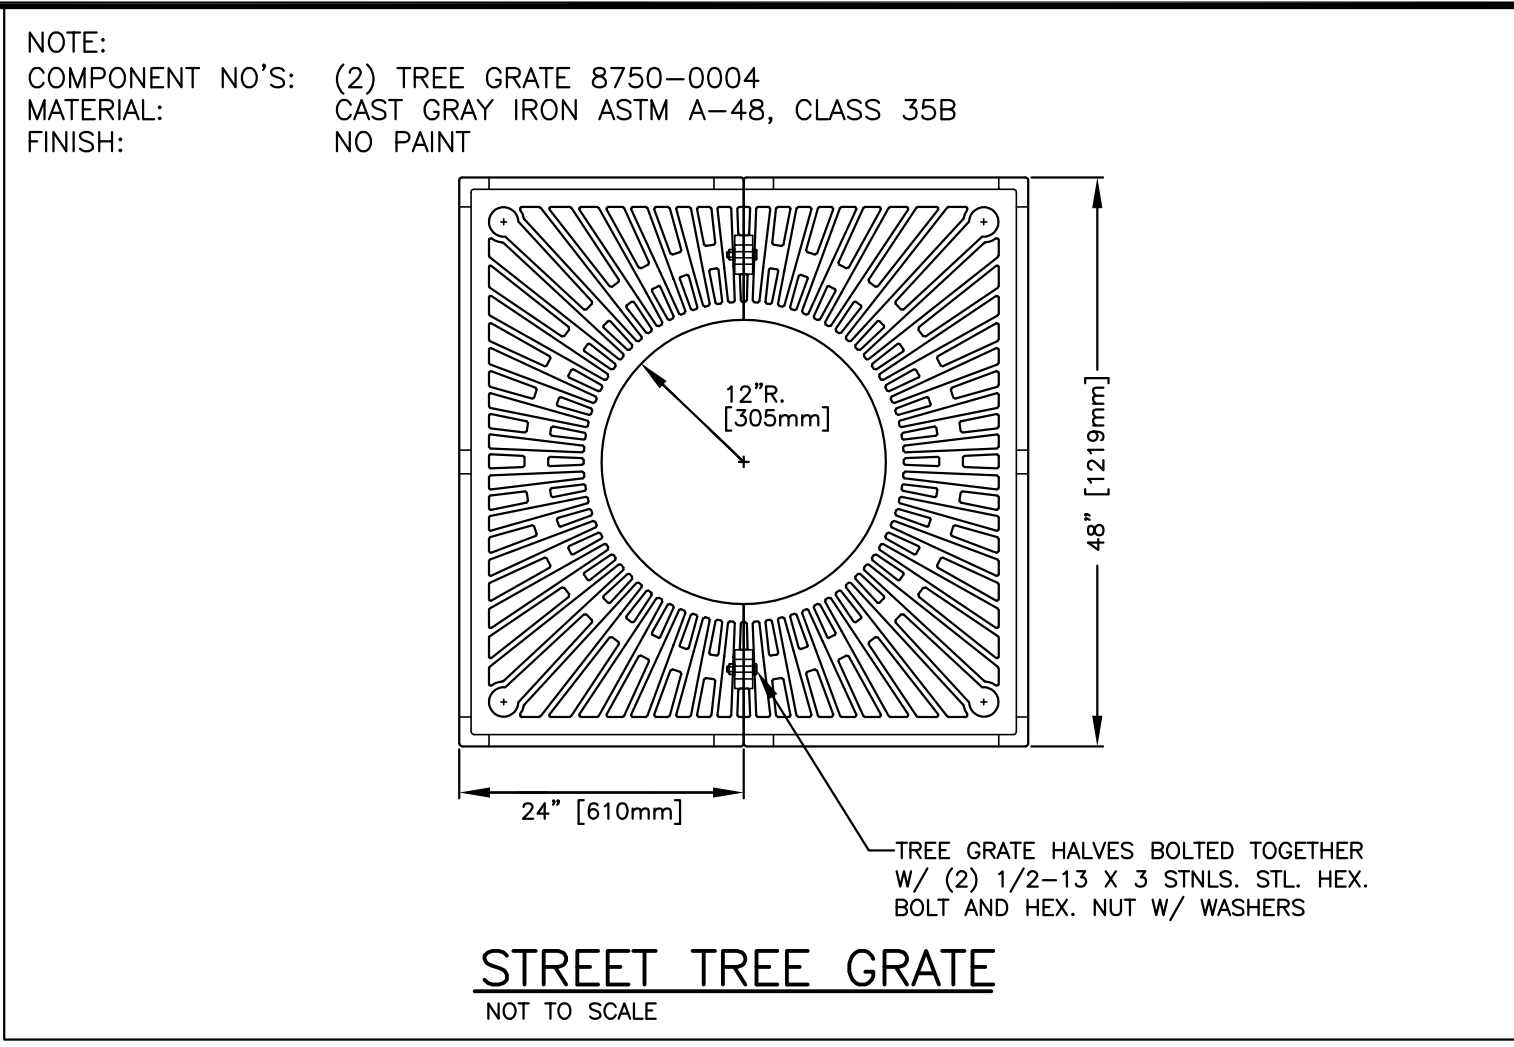 NOTE:
COMPONENT NO'S: (2) TREE GRATE 8750-0004
MATERIAL: CAST GRAY IRON ASTM A-48, CLASS 35B
FINISH: NO PAINT
12"R.
[305mm]
48" [1219mm]
24" [610mm]
TREE GRATE HALVES BOLTED TOGETHER
W/ (2) 1/2-13 X 3 STNLS. STL. HEX.
BOLT AND HEX. NUT W/ WASHERS
STREET TREE GRATE
NOT TO SCALE